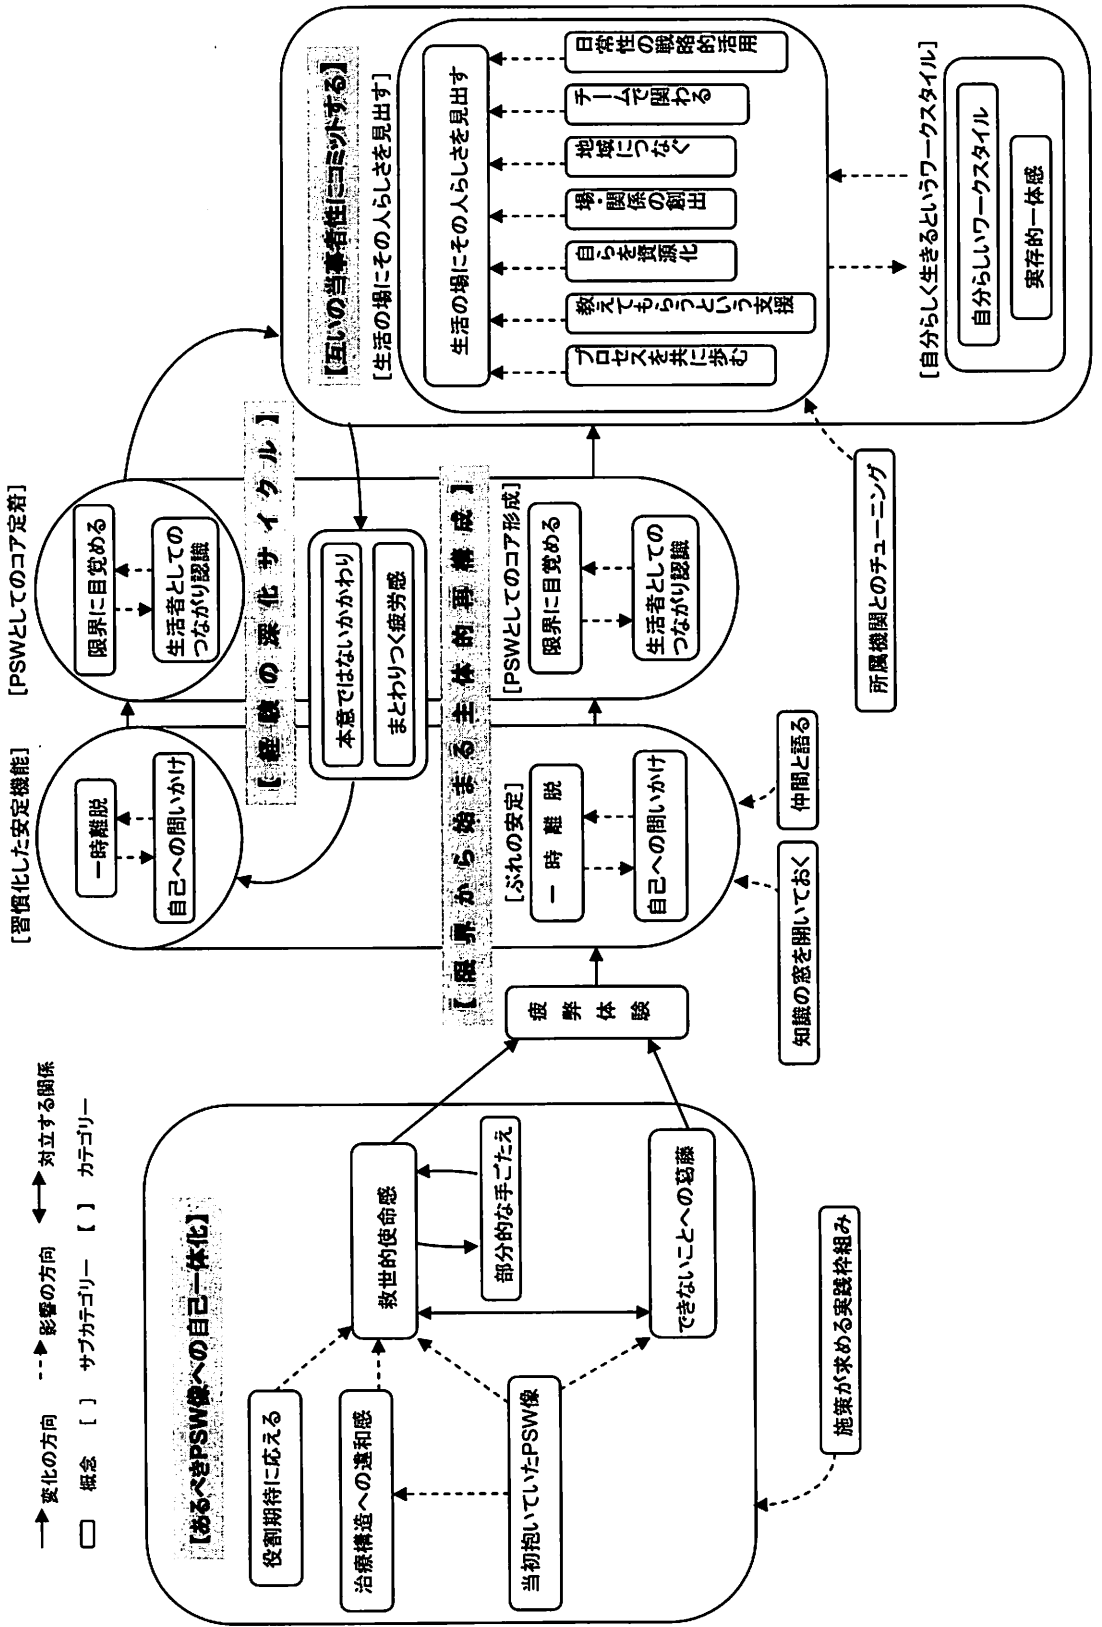 →変化の方向 ⇢影響の方向 ↔対立する関係
概念 [ ] サブカテゴリー 【 】 カテゴリー
【あるべきPSW像への自己一体化】
役割期待に応える
治療構造への違和感
当初抱いていたPSW像
救世的使命感
部分的な手ごたえ
できないことへの葛藤
施策が求める実践枠組み
疲弊体験
【限界から始まる主体的再構成】
[ぶれの安定]
一時離脱
自己への問いかけ
知識の窓を開いておく
仲間と語る
[PSWとしてのコア形成]
限界に目覚める
生活者としての
つながり認識
所属機関とのチューニング
【経験の深化サイクル】
[習慣化した安定機能]
一時離脱
自己への問いかけ
[PSWとしてのコア定着]
限界に目覚める
生活者としての
つながり認識
本意ではないかかわり
まとわりつく疲労感
【互いの当事者性にコミットする】
[生活の場にその人らしさを見出す]
生活の場にその人らしさを見出す
プロセスを共に歩む
教えてもらうという支援
自らを資源化
場・関係の創出
地域につなぐ
チームで関わる
日常性の戦略的活用
[自分らしく生きるというワークスタイル]
自分らしいワークスタイル
実存的一体感